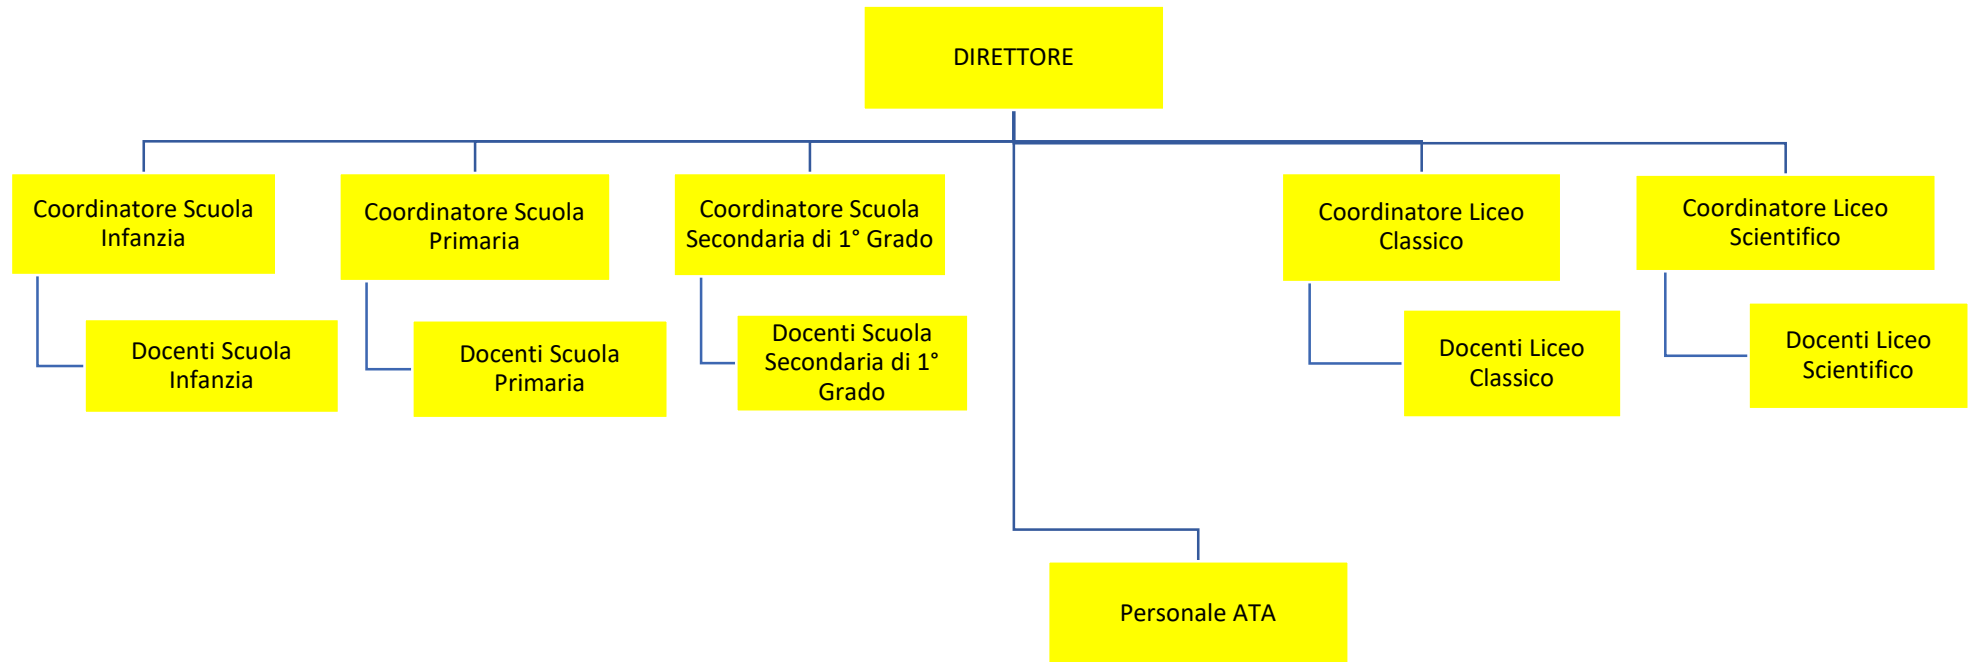 DIRETTORE
Coordinatore Scuola
Infanzia
Coordinatore Scuola
Primaria
Coordinatore Scuola
Secondaria di 1° Grado
Coordinatore Liceo
Classico
Coordinatore Liceo
Scientifico
Docenti Scuola
Infanzia
Docenti Scuola
Primaria
Docenti Scuola
Secondaria di 1°
Grado
Docenti Liceo
Classico
Docenti Liceo
Scientifico
Personale ATA